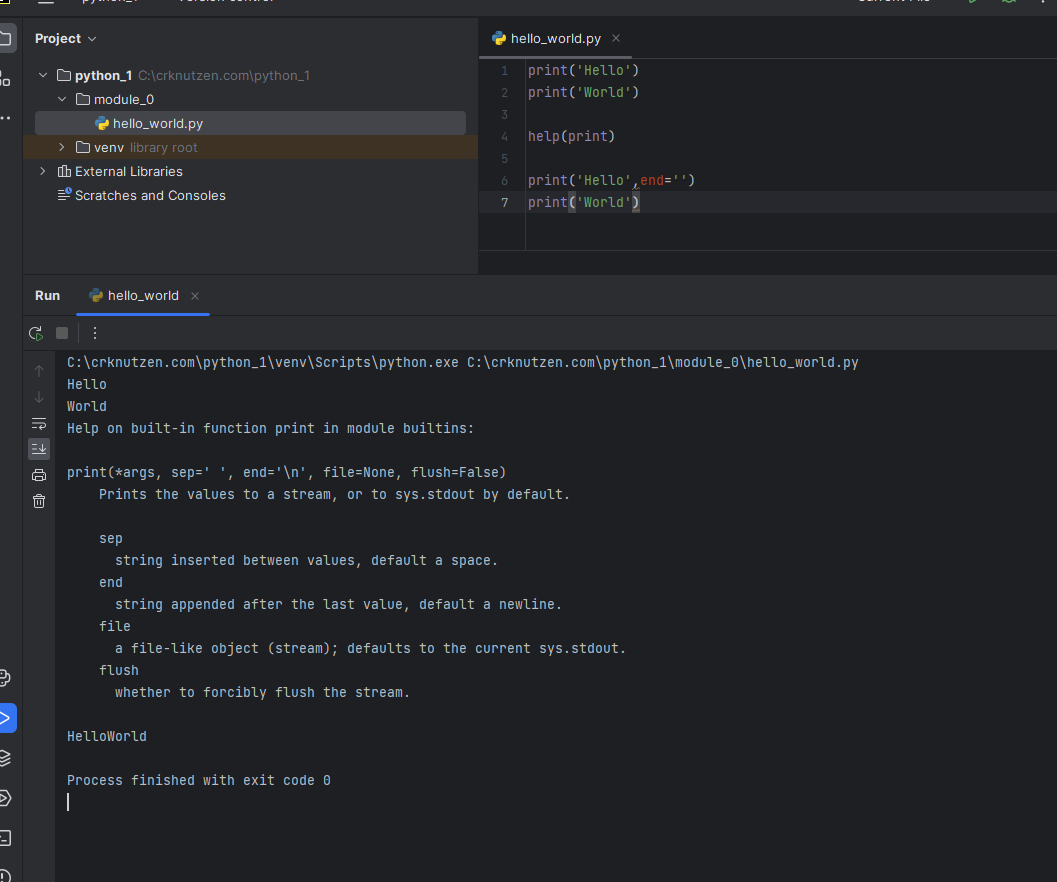 Project
python_1 C:\crknutzen.com\python_1
module_0
hello_world.py
venv library root
External Libraries
Scratches and Consoles
hello_world.py
1 print('Hello')
2 print('World')
3
4 help(print)
5
6 print('Hello',end='')
7 print('World')
Run hello_world
C:\crknutzen.com\python_1\venv\Scripts\python.exe C:\crknutzen.com\python_1\module_0\hello_world.py
Hello
World
Help on built-in function print in module builtins:
print(*args, sep=' ', end='\n', file=None, flush=False)
Prints the values to a stream, or to sys.stdout by default.
sep
string inserted between values, default a space.
end
string appended after the last value, default a newline.
file
a file-like object (stream); defaults to the current sys.stdout.
flush
whether to forcibly flush the stream.
HelloWorld
Process finished with exit code 0